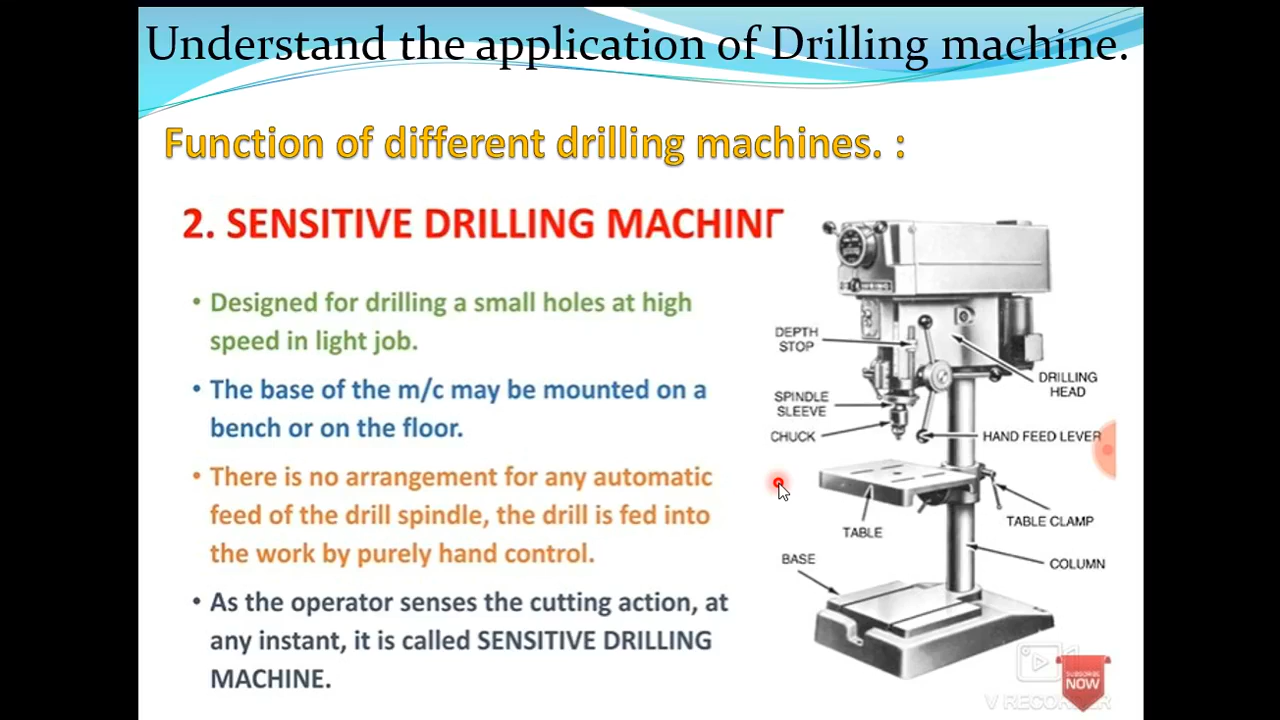 Understand the application of Drilling machine.
Function of different drilling machines. :
2. SENSITIVE DRILLING MACHIN
• Designed for drilling a small holes at high
speed in light job.
• The base of the m/c may be mounted on a
bench or on the floor.
• There is no arrangement for any automatic
feed of the drill spindle, the drill is fed into
the work by purely hand control.
• As the operator senses the cutting action, at
any instant, it is called SENSITIVE DRILLING
MACHINE.
DEPTH
STOP
DRILLING
HEAD
SPINDLE
SLEEVE
CHUCK
HAND FEED LEVER
TABLE
TABLE CLAMP
BASE
COLUMN
SUBSCRIBE
NOW
V RECORDER